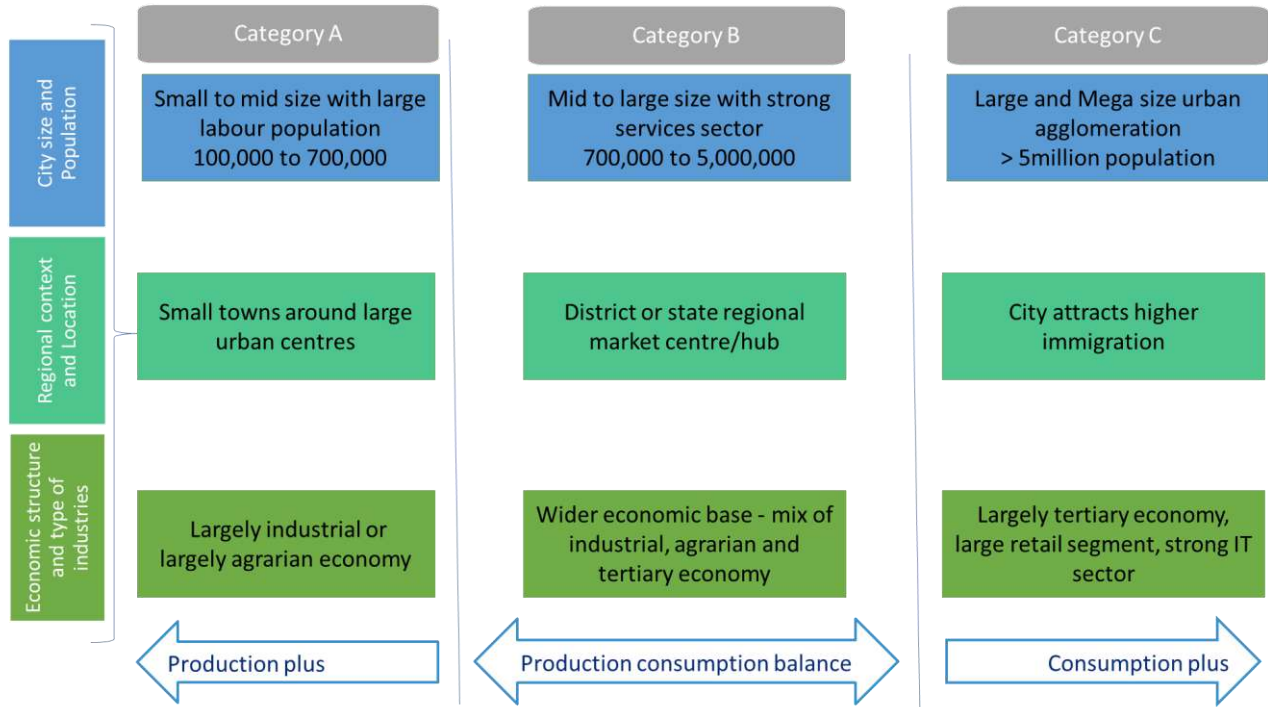 Category A
Category B
Category C
City size and
Population
Small to mid size with large
labour population
100,000 to 700,000
Mid to large size with strong
services sector
700,000 to 5,000,000
Large and Mega size urban
agglomeration
> 5million population
Regional context
and Location
Small towns around large
urban centres
District or state regional
market centre/hub
City attracts higher
immigration
Economic structure
and type of
industries
Largely industrial or
largely agrarian economy
Wider economic base - mix of
industrial, agrarian and
tertiary economy
Largely tertiary economy,
large retail segment, strong IT
sector
Production plus
Production consumption balance
Consumption plus